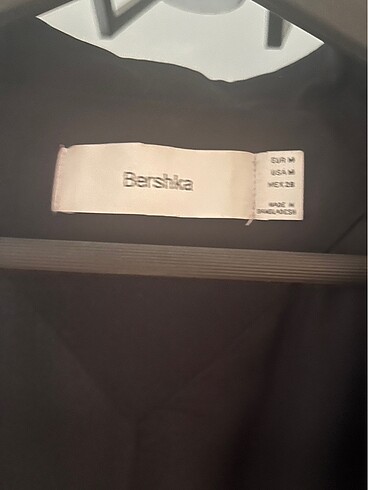 Bershka
EUR M
USA M
MEX 28
MADE IN
BANGLADESH